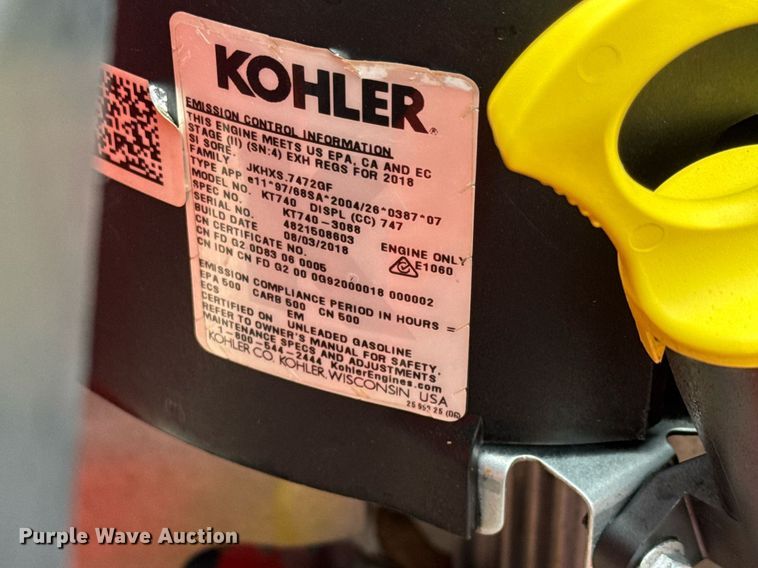 KOHLER®
EMISSION CONTROL INFORMATION
THIS ENGINE MEETS US EPA, CA AND EC
STAGE (II) (SN:4) EXH REGS FOR 2018
SI SORE.
FAMILY JKHXS.7472GF
TYPE APP e11*97/68SA*2004/26*0387*07
MODEL NO. KT740 DISPL (CC) 747
SPEC NO. KT740-3088
SERIAL NO. 4821508603
BUILD DATE 08/03/2018 ENGINE ONLY
CN CERTIFICATE NO. E1060
CN FD G2 0D83 06 0005
CN IDN CN FD G2 00 0G92000018 000002
EMISSION COMPLIANCE PERIOD IN HOURS =
EPA 500 CARB 500 CN 500
ECS EM
CERTIFIED ON UNLEADED GASOLINE
REFER TO OWNER'S MANUAL FOR SAFETY,
MAINTENANCE SPECS AND ADJUSTMENTS
1-800-544-2444 KohlerEngines.com
KOHLER CO. KOHLER, WISCONSIN USA
Purple Wave Auction